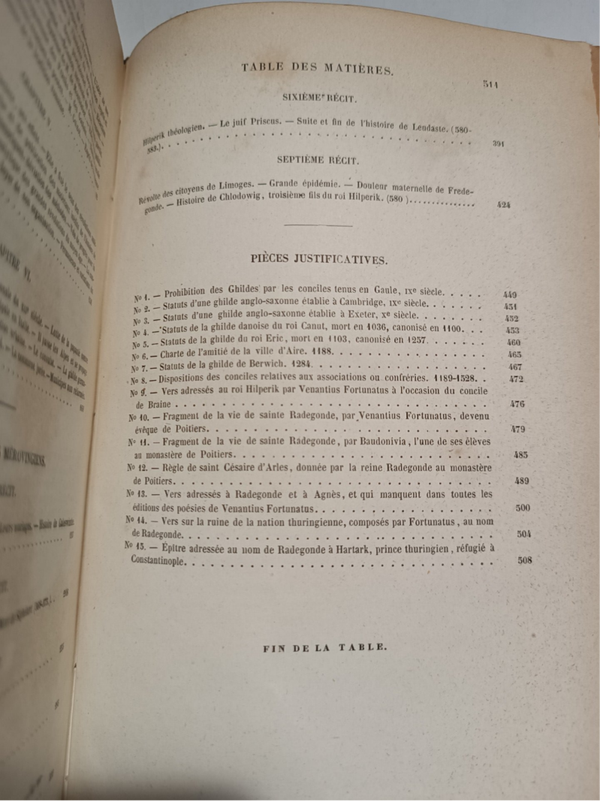 TABLE DES MATIÈRES.
511
SIXIÈME RÉCIT.
Hilperik théologien. — Le juif Priscus. — Suite et fin de l'histoire de Leudaste. (580-
583.). . . . . . . . . . 391
SEPTIÈME RÉCIT.
Révolte des citoyens de Limoges. — Grande épidémie. — Douleur maternelle de Frede-
gonde. — Histoire de Chlodowig, troisième fils du roi Hilperik. (580 ). . . . . . . . . . 424
PIÈCES JUSTIFICATIVES.
No 1. — Prohibition des Ghildes par les conciles tenus en Gaule, IXe siècle. . . . . 449
No 2. — Statuts d'une ghilde anglo-saxonne établie à Cambridge, IXe siècle. . . . . . 451
No 3. — Statuts d'une ghilde anglo-saxonne établie à Exeter, Xe siècle. . . . . . 452
No 4. — Statuts de la ghilde danoise du roi Canut, mort en 1036, canonisé en 1100. . . 453
No 5. — Statuts de la ghilde du roi Eric, mort en 1103, canonisé en 1257. . . . . 460
No 6. — Charte de l'amitié de la ville d'Aire. 1188. . . . . . . . . . 465
No 7. — Statuts de la ghilde de Berwich. 1284. . . . . . . . . . 467
No 8. — Dispositions des conciles relatives aux associations ou confréries. 1189-1528. . 472
No 9. — Vers adressés au roi Hilperik par Venantius Fortunatus à l'occasion du concile
de Braine . . . . . . . . . . 476
No 10. — Fragment de la vie de sainte Radegonde, par Venantius Fortunatus, devenu
évêque de Poitiers. . . . . . . . . . 479
No 11. — Fragment de la vie de sainte Radegonde, par Baudonivia, l'une de ses élèves
au monastère de Poitiers. . . . . . . . . . 485
No 12. — Règle de saint Césaire d'Arles, donnée par la reine Radegonde au monastère
de Poitiers. . . . . . . . . . 489
No 13. — Vers adressés à Radegonde et à Agnès, et qui manquent dans toutes les
éditions des poésies de Venantius Fortunatus. . . . . . . . . . 500
No 14. — Vers sur la ruine de la nation thuringienne, composés par Fortunatus, au nom
de Radegonde. . . . . . . . . . 504
No 15. — Épître adressée au nom de Radegonde à Hartark, prince thuringien, réfugié à
Constantinople. . . . . . . . . . 508
FIN DE LA TABLE.